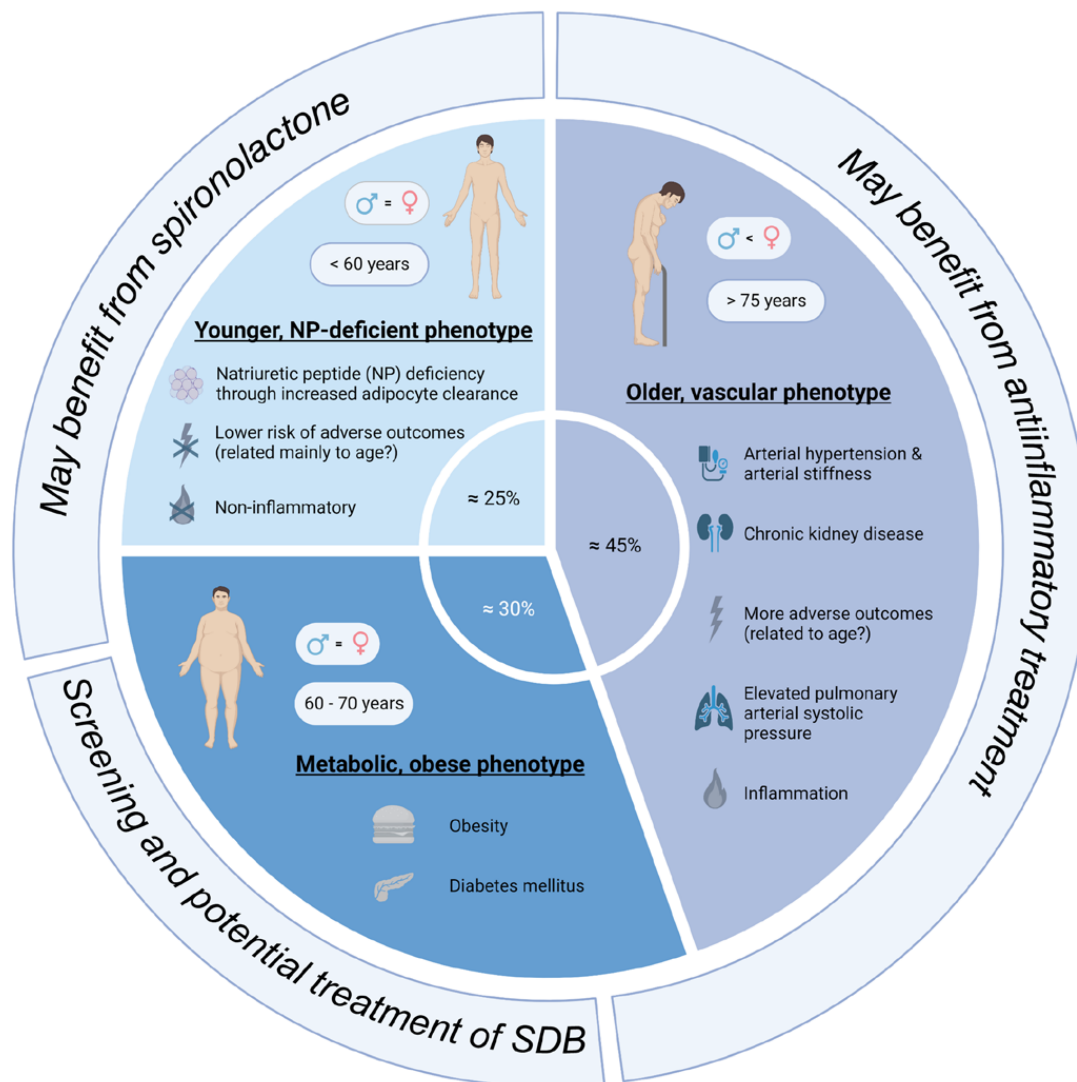 May benefit from spironolactone
♂ = ♀
< 60 years
Younger, NP-deficient phenotype
Natriuretic peptide (NP) deficiency
through increased adipocyte clearance
Lower risk of adverse outcomes
(related mainly to age?)
Non-inflammatory
≈ 25%
May benefit from antiinflammatory treatment
♂ < ♀
> 75 years
Older, vascular phenotype
Arterial hypertension &
arterial stiffness
Chronic kidney disease
More adverse outcomes
(related to age?)
Elevated pulmonary
arterial systolic
pressure
Inflammation
≈ 45%
Screening and potential treatment of SDB
≈ 30%
♂ = ♀
60 - 70 years
Metabolic, obese phenotype
Obesity
Diabetes mellitus